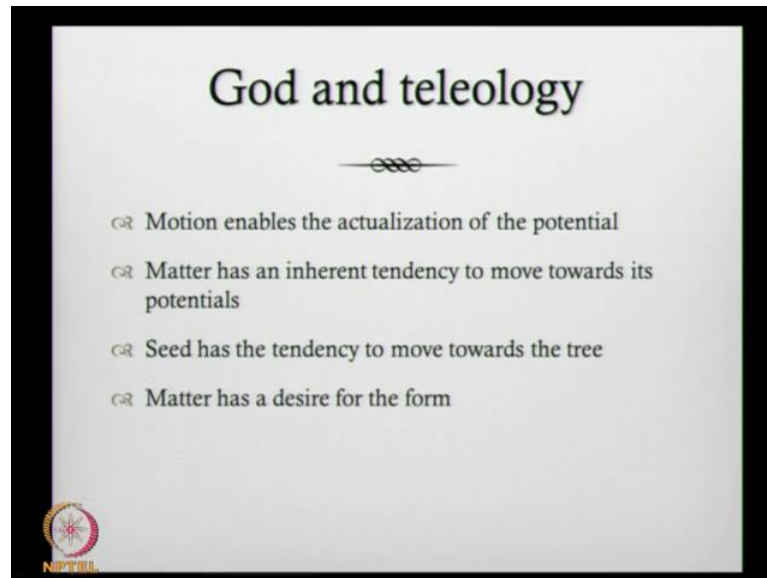 God and teleology
Motion enables the actualization of the potential
Matter has an inherent tendency to move towards its
potentials
Seed has the tendency to move towards the tree
Matter has a desire for the form
NPTEL